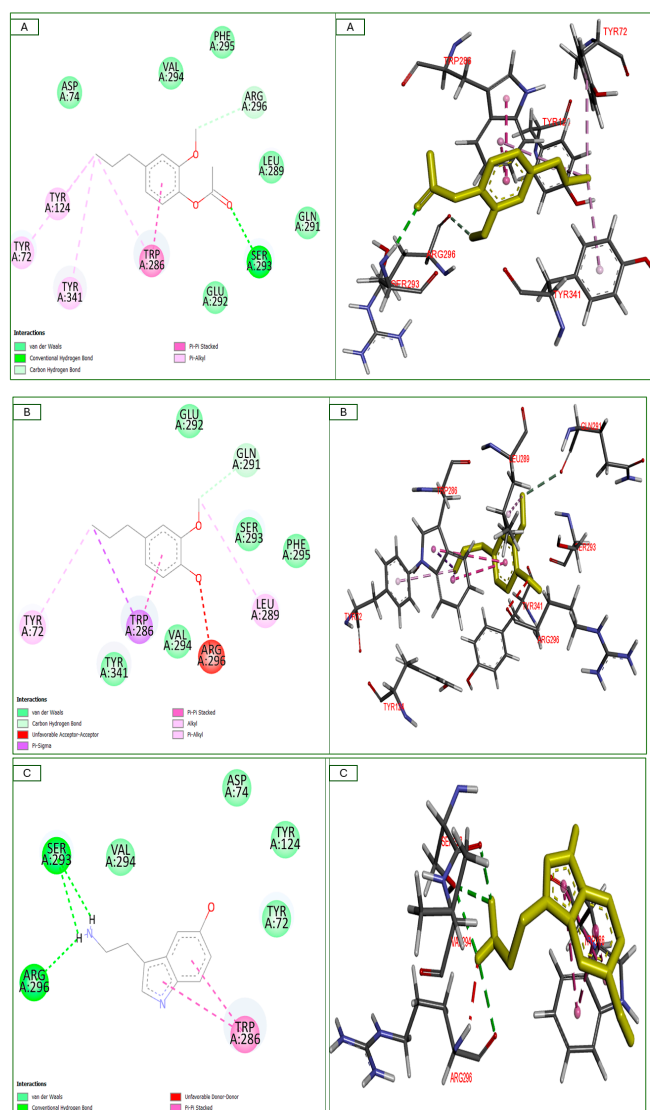 A
PHE
A:295
VAL
A:294
ASP
A:74
ARG
A:296
LEU
A:289
TYR
A:124
GLN
A:291
TYR
A:72
TRP
A:286
SER
A:293
TYR
A:341
GLU
A:292
Interactions
van der Waals
Conventional Hydrogen Bond
Carbon Hydrogen Bond
Pi-Pi Stacked
Pi-Alkyl
A
TYR72
ARG296
SER293
TYR341
B
GLU
A:292
GLN
A:291
SER
A:293
PHE
A:295
TYR
A:72
TRP
A:286
VAL
A:294
LEU
A:289
TYR
A:341
ARG
A:296
Interactions
van der Waals
Carbon Hydrogen Bond
Unfavorable Acceptor-Acceptor
Pi-Sigma
Pi-Pi Stacked
Alkyl
Pi-Alkyl
B
TYR341
ARG296
C
ASP
A:74
SER
A:293
VAL
A:294
TYR
A:124
TYR
A:72
H
N
H
ARG
A:296
N
TRP
A:286
Interactions
van der Waals
Conventional Hydrogen Bond
Unfavorable Donor-Donor
Pi-Pi Stacked
C
ARG296